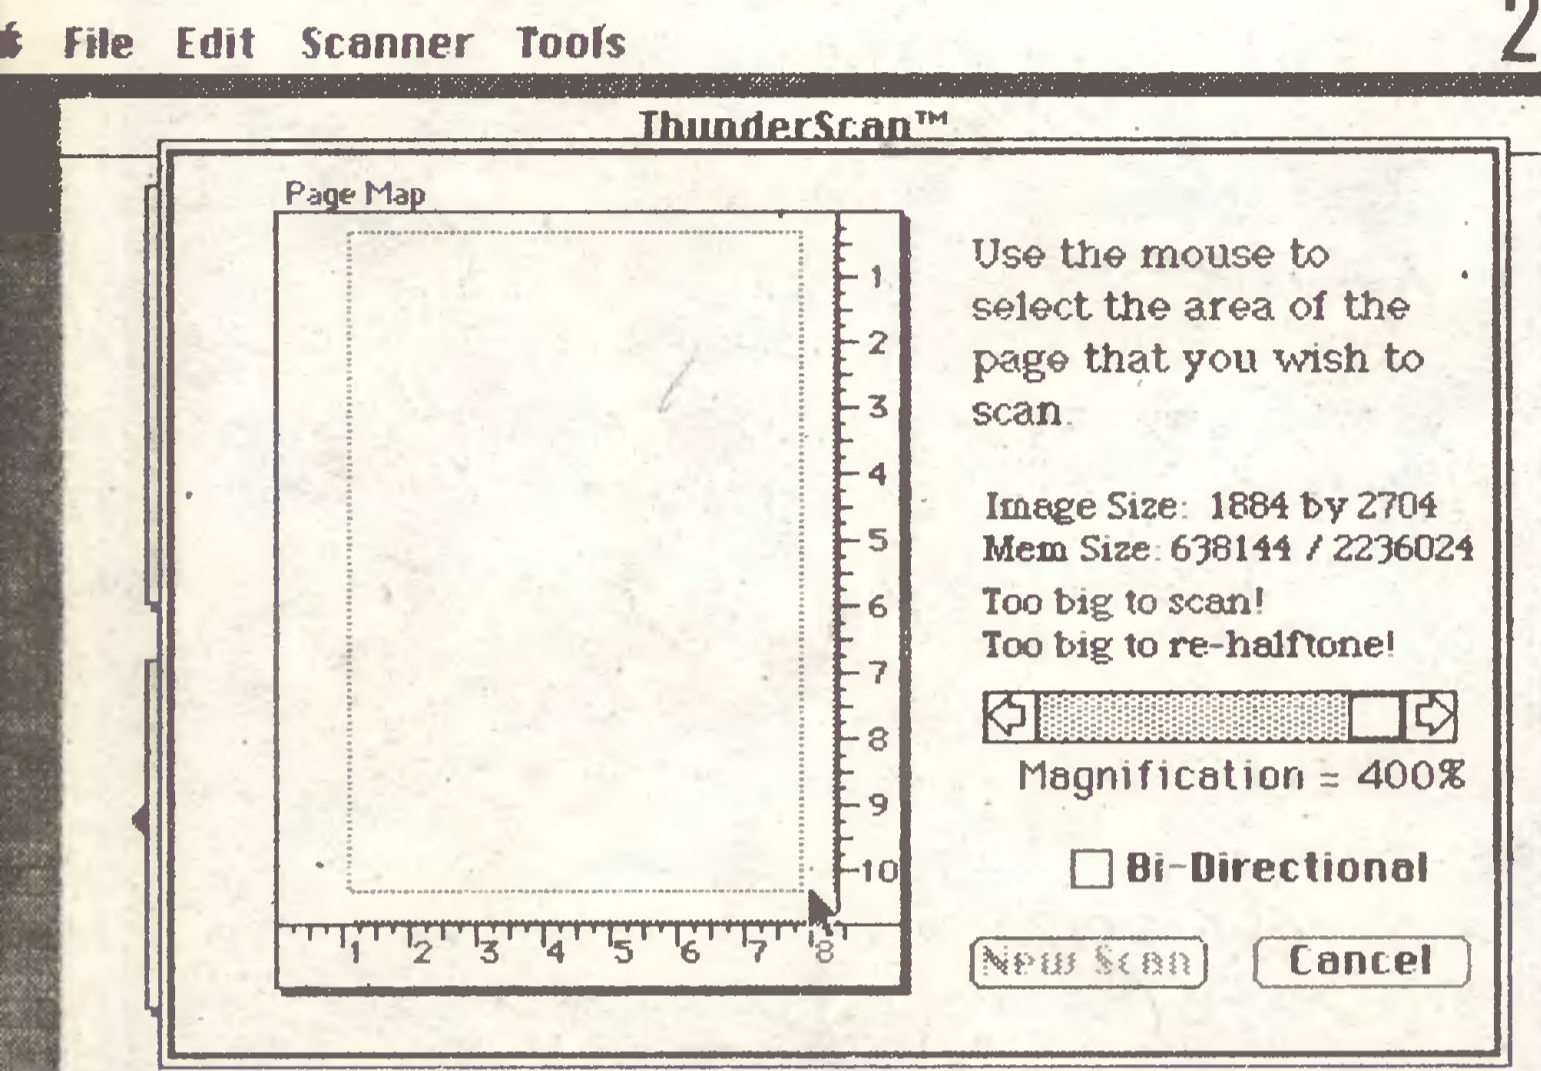 File Edit Scanner Tools
2
ThunderScan™
Page Map
1
2
3
4
5
6
7
8
9
10
1 2 3 4 5 6 7 8
Use the mouse to
select the area of the
page that you wish to
scan.
Image Size: 1884 by 2704
Mem Size: 638144 / 2236024
Too big to scan!
Too big to re-halftone!
Magnification = 400%
Bi-Directional
New Scan Cancel